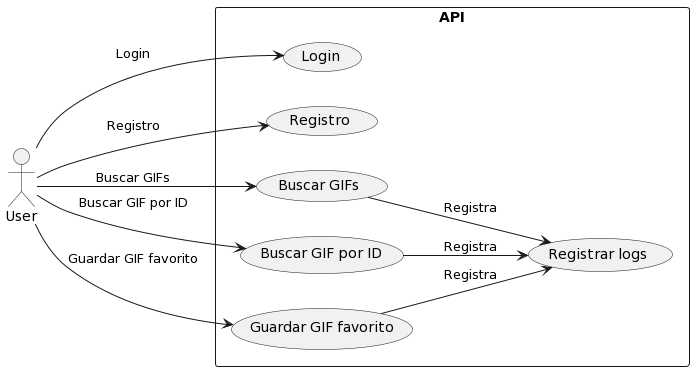 API
Login
Login
Registro
Registro
Buscar GIFs
Buscar GIFs
Buscar GIF por ID
Registra
User
Buscar GIF por ID
Registra
Registrar logs
Guardar GIF favorito
Registra
Guardar GIF favorito